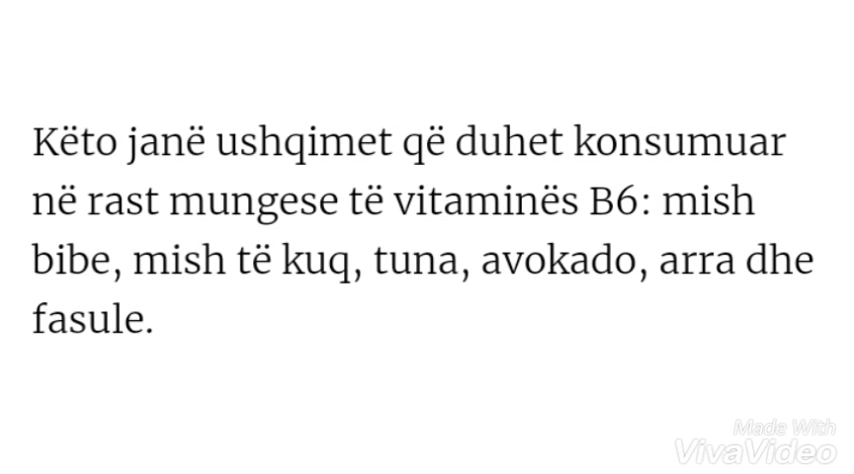 Këto janë ushqimet që duhet konsumuar
në rast mungese të vitaminës B6: mish
bibe, mish të kuq, tuna, avokado, arra dhe
fasule.
Made With
VivaVideo